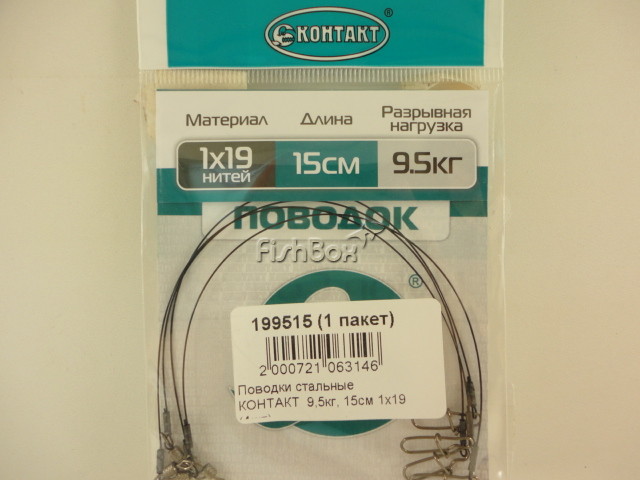 КОНТАКТ ®
Материал Длина Разрывная нагрузка
1x19 нитей 15см 9.5кг
ПОВОДОК
FishBox
®
199515 (1 пакет)
2 000721 063146
Поводки стальные
КОНТАКТ 9,5кг, 15см 1x19